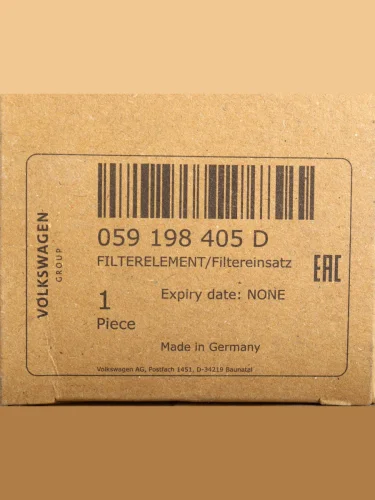 VOLKSWAGEN
GROUP
059 198 405 D
FILTERELEMENT/Filtereinsatz
EAC
1
Piece
Expiry date: NONE
Made in Germany
Volkswagen AG, Postfach 1451, D-34219 Baunatal